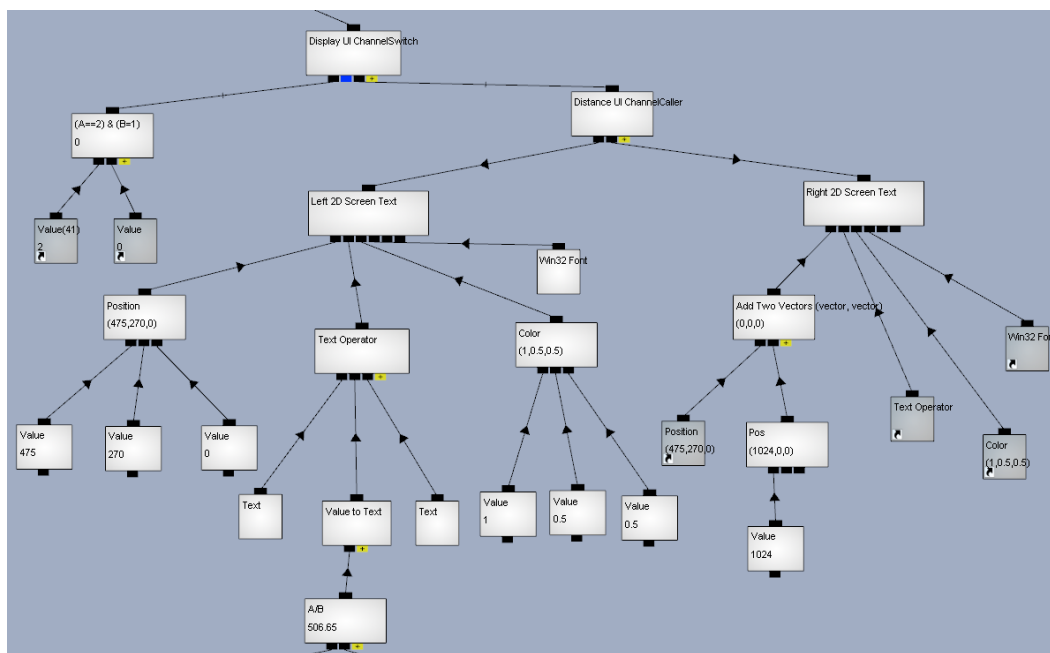 Display UI ChannelSwitch
+
Distance UI ChannelCaller
(A==2) & (B=1)
0
+
+
Value(41)
2
Value
0
Left 2D Screen Text
Right 2D Screen Text
Win32 Font
Position
(475,270,0)
Text Operator
+
Color
(1,0.5,0.5)
Add Two Vectors (vector, vector)
(0,0,0)
+
Win32 Fo
Value
475
Value
270
Value
0
Position
(475,270,0)
Pos
(1024,0,0)
Text Operator
Color
(1,0.5,0.5)
Text
Value to Text
+
Text
Value
1
Value
0.5
Value
0.5
Value
1024
A/B
506.65
+